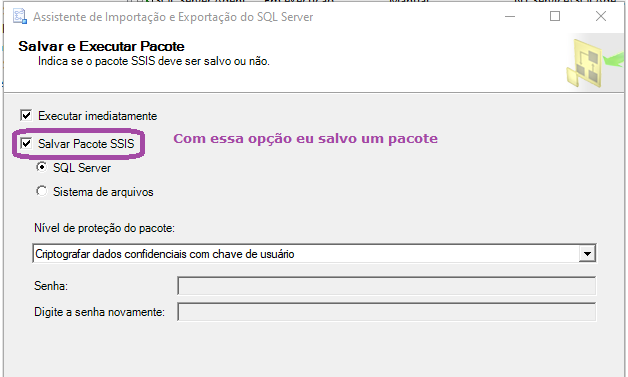 Assistente de Importação e Exportação do SQL Server
Salvar e Executar Pacote
Indica se o pacote SSIS deve ser salvo ou não.
Executar imediatamente
Salvar Pacote SSIS
Com essa opção eu salvo um pacote
SQL Server
Sistema de arquivos
Nível de proteção do pacote:
Criptografar dados confidenciais com chave de usuário
Senha:
Digite a senha novamente: